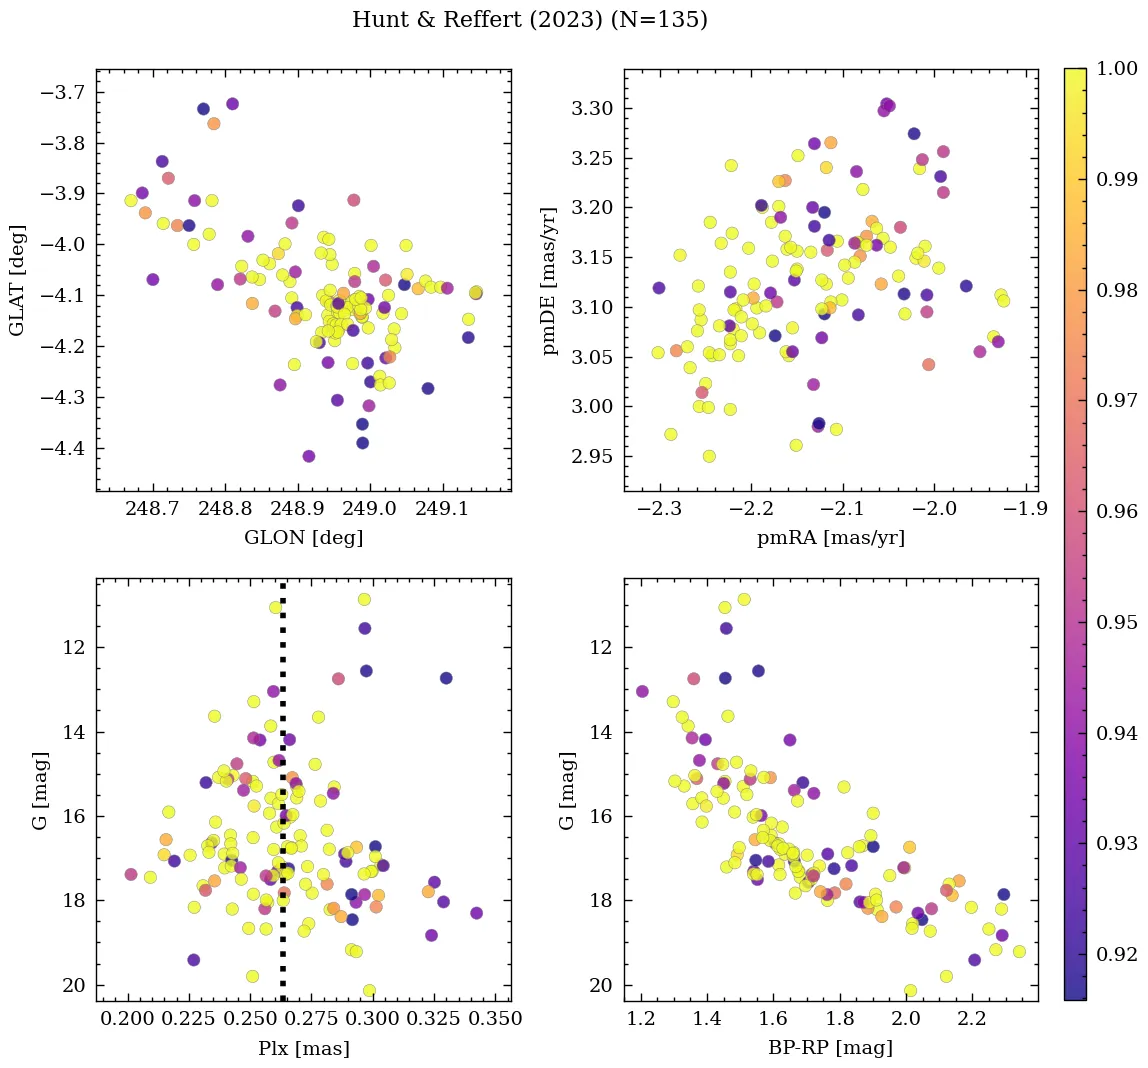 Hunt & Reffert (2023) (N=135)
−3.7
−3.8
−3.9
−4.0
−4.1
−4.2
−4.3
−4.4
GLAT [deg]
248.7 248.8 248.9 249.0 249.1
GLON [deg]
3.30
3.25
3.20
3.15
3.10
3.05
3.00
2.95
pmDE [mas/yr]
−2.3 −2.2 −2.1 −2.0 −1.9
pmRA [mas/yr]
12
14
16
18
20
G [mag]
0.200 0.225 0.250 0.275 0.300 0.325 0.350
Plx [mas]
12
14
16
18
20
G [mag]
1.2 1.4 1.6 1.8 2.0 2.2
BP-RP [mag]
1.00
0.99
0.98
0.97
0.96
0.95
0.94
0.93
0.92